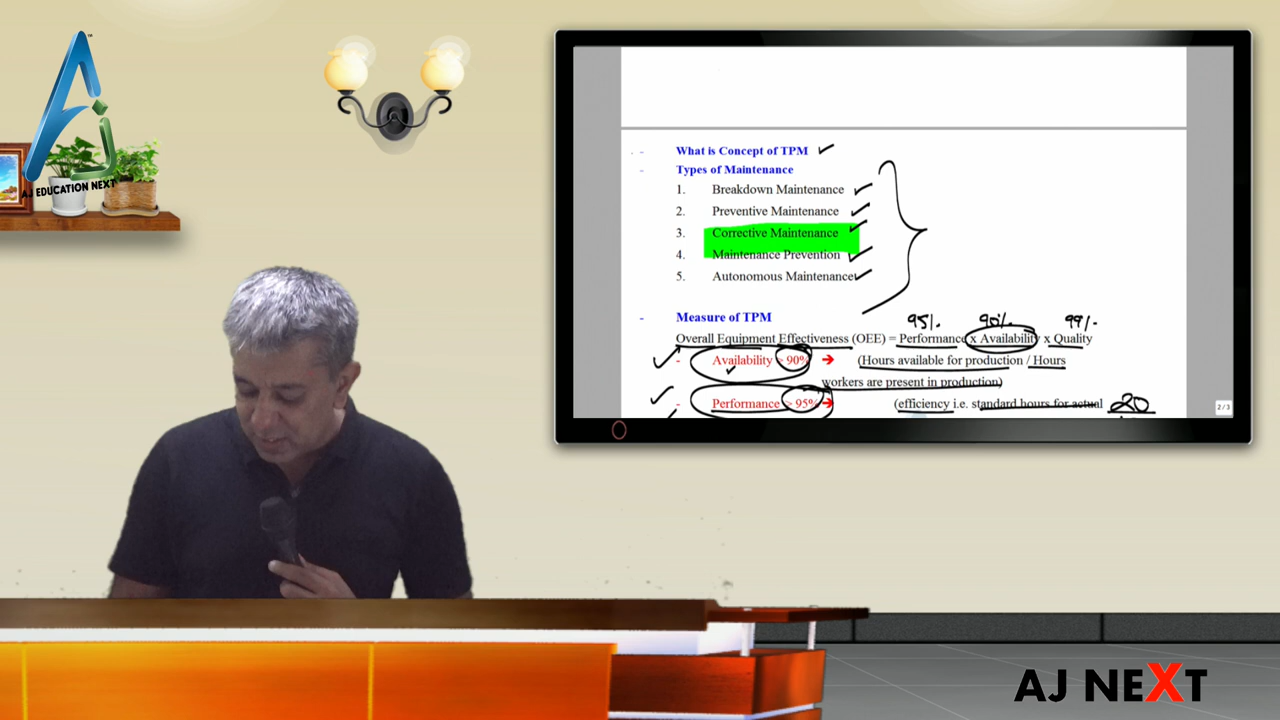 AJ EDUCATION NEXT
- What is Concept of TPM
- Types of Maintenance
1. Breakdown Maintenance
2. Preventive Maintenance
3. Corrective Maintenance
4. Maintenance Prevention
5. Autonomous Maintenance
- Measure of TPM
95% 90% 99%
Overall Equipment Effectiveness (OEE) = Performance x Availability x Quality
- Availability > 90% ➔ (Hours available for production / Hours
workers are present in production)
- Performance > 95% ➔ (efficiency i.e. standard hours for actual 20
2 / 3
AJ NEXT